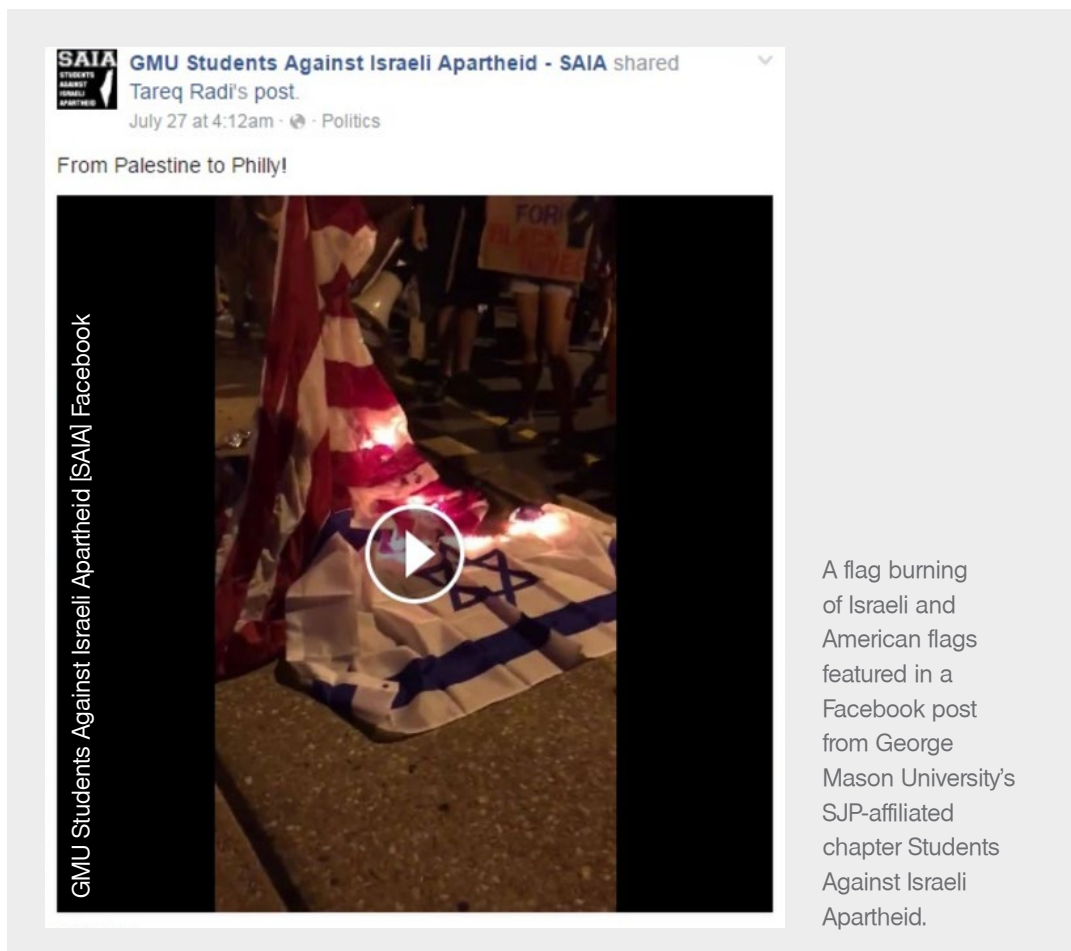 SAIA
STUDENTS
AGAINST
ISRAELI
APARTHEID
GMU Students Against Israeli Apartheid - SAIA shared
Tareq Radi's post.
July 27 at 4:12am · · Politics
From Palestine to Philly!
FOR
BLACK
GMU Students Against Israeli Apartheid [SAIA] Facebook
A flag burning
of Israeli and
American flags
featured in a
Facebook post
from George
Mason University’s
SJP-affiliated
chapter Students
Against Israeli
Apartheid.